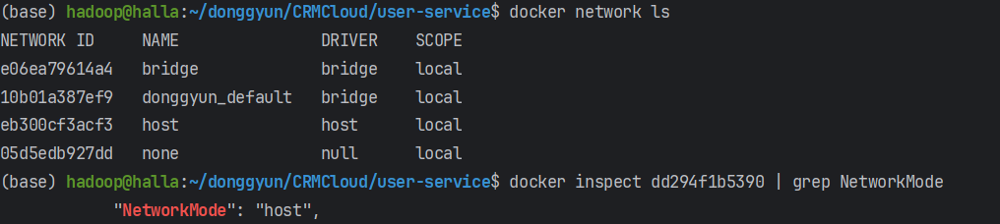 (base) hadoop@halla:~/donggyun/CRMCloud/user-service$ docker network ls
NETWORK ID     NAME               DRIVER    SCOPE
e06ea79614a4   bridge             bridge    local
10b01a387ef9   donggyun_default   bridge    local
eb300cf3acf3   host               host      local
05d5edb927dd   none               null      local
(base) hadoop@halla:~/donggyun/CRMCloud/user-service$ docker inspect dd294f1b5390 | grep NetworkMode
            "NetworkMode": "host",